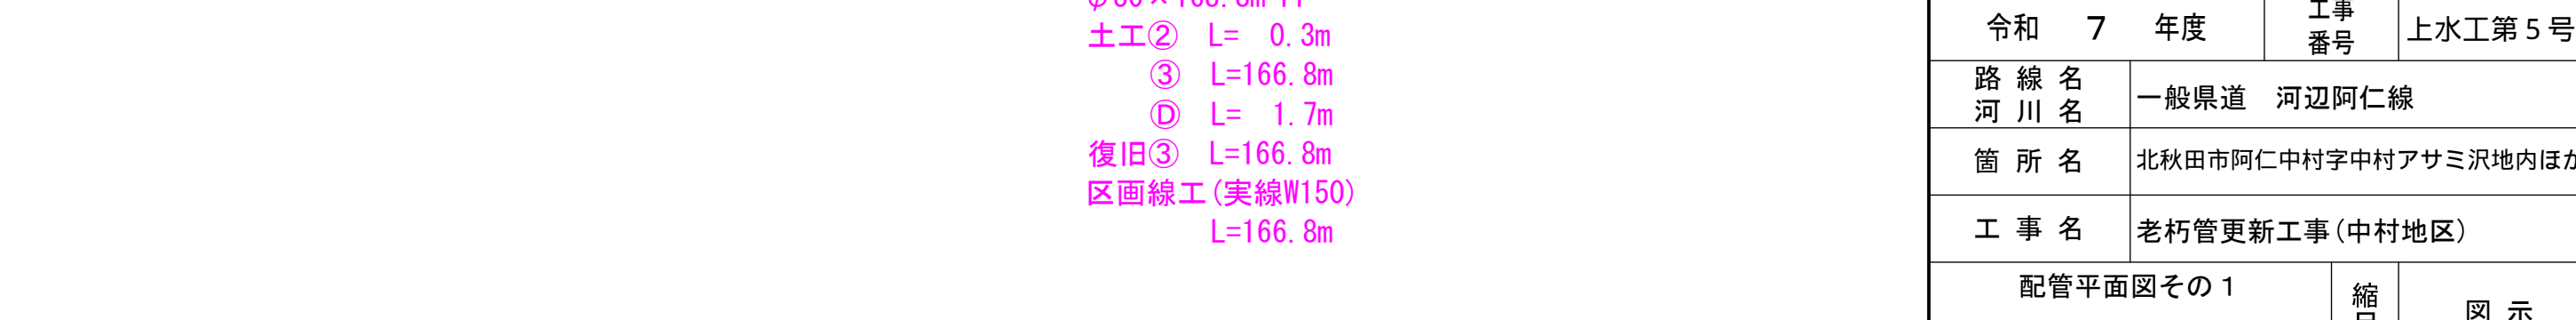 土工② L= 0.3m
③ L=166.8m
Ⓓ L= 1.7m
復旧③ L=166.8m
区画線工(実線W150)
L=166.8m
令和 7 年度 工事番号 上水工第5号
路線名
河川名
一般県道 河辺阿仁線
箇所名 北秋田市阿仁中村字中村アサミ沢地内ほか
工事名 老朽管更新工事(中村地区)
配管平面図その1
縮
図示